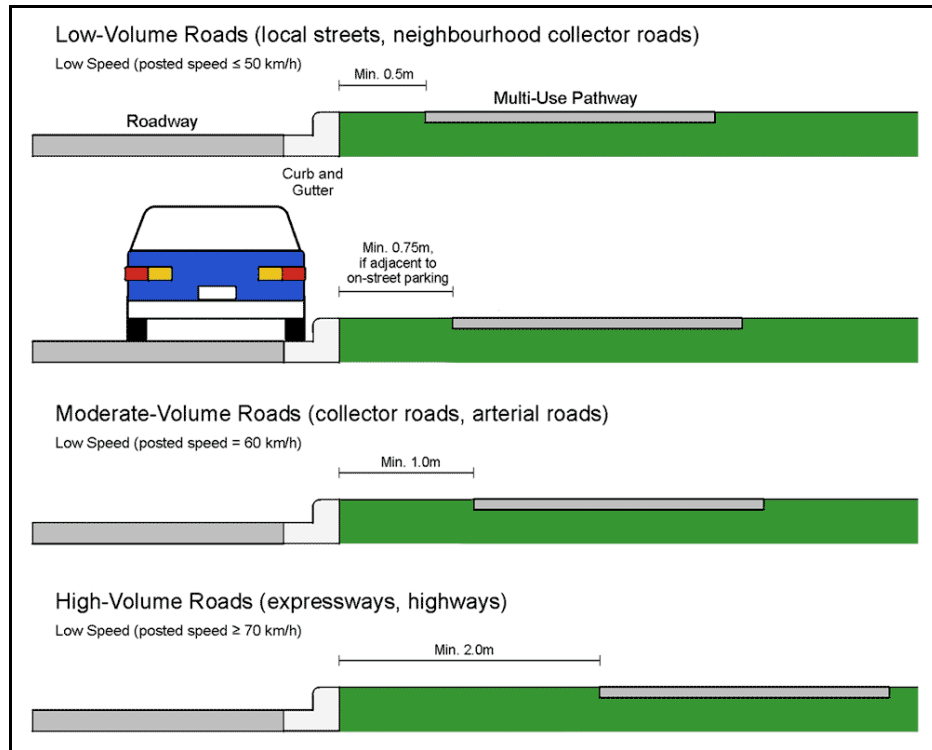 Low-Volume Roads (local streets, neighbourhood collector roads)
Low Speed (posted speed ≤ 50 km/h)
Min. 0.5m
Multi-Use Pathway
Roadway
Curb and
Gutter
Min. 0.75m,
if adjacent to
on-street parking
Moderate-Volume Roads (collector roads, arterial roads)
Low Speed (posted speed = 60 km/h)
Min. 1.0m
High-Volume Roads (expressways, highways)
Low Speed (posted speed ≥ 70 km/h)
Min. 2.0m